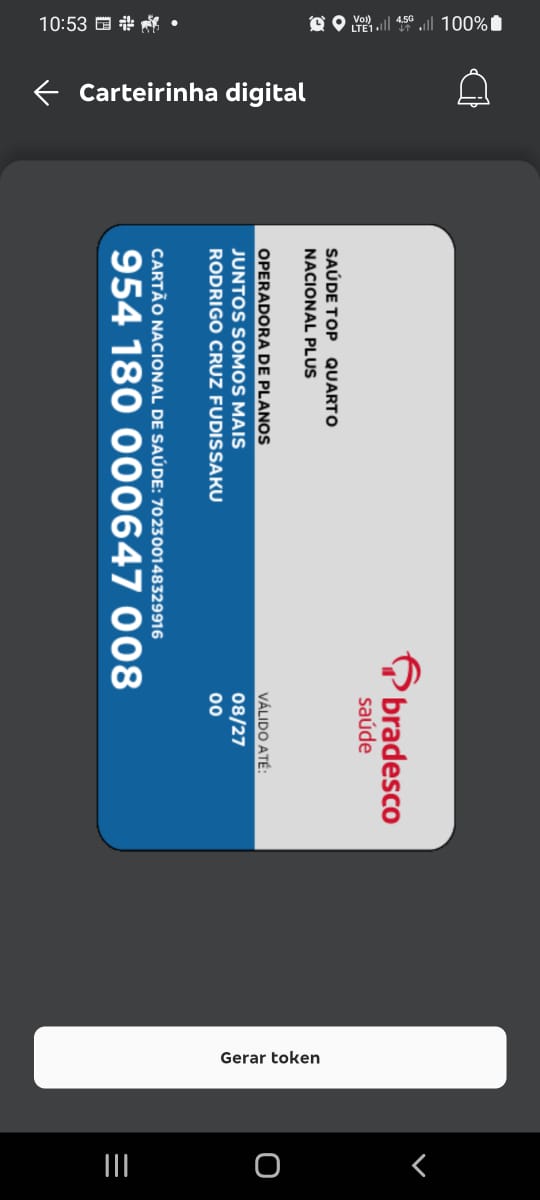 10:53
Vo)) LTE1
4.5G
100%
Carteirinha digital
bradesco
saúde
SAÚDE TOP QUARTO
NACIONAL PLUS
OPERADORA DE PLANOS
VÁLIDO ATÉ:
JUNTOS SOMOS MAIS
08/27
RODRIGO CRUZ FUDISSAKU
00
CARTÃO NACIONAL DE SAÚDE: 702300148329916
954 180 000647 008
Gerar token